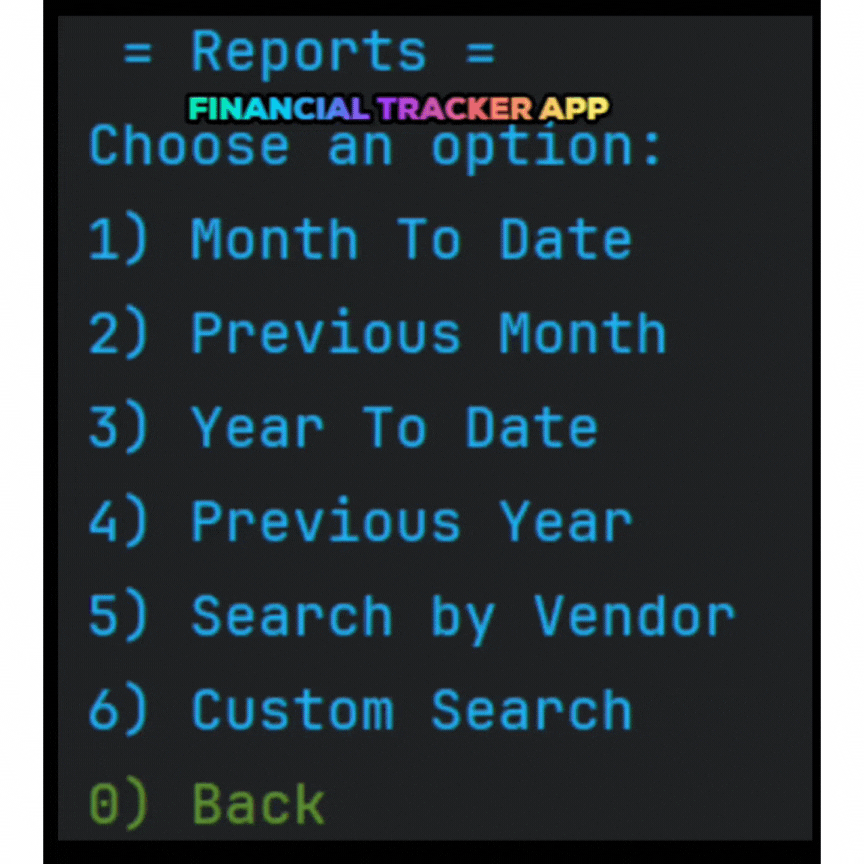 = Reports =
FINANCIAL TRACKER APP
Choose an option:
1) Month To Date
2) Previous Month
3) Year To Date
4) Previous Year
5) Search by Vendor
6) Custom Search
0) Back